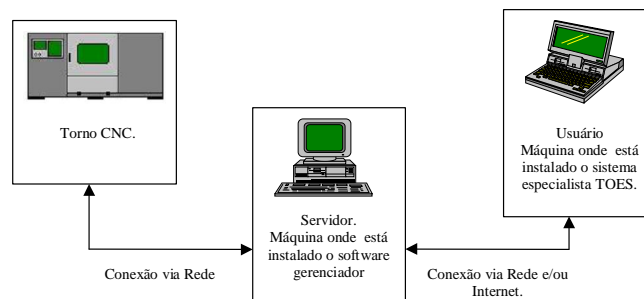 Torno CNC.
Usuário
Máquina onde está
instalado o sistema
especialista TOES.
Servidor.
Máquina onde está
instalado o software
gerenciador
Conexão via Rede
Conexão via Rede e/ou
Internet.